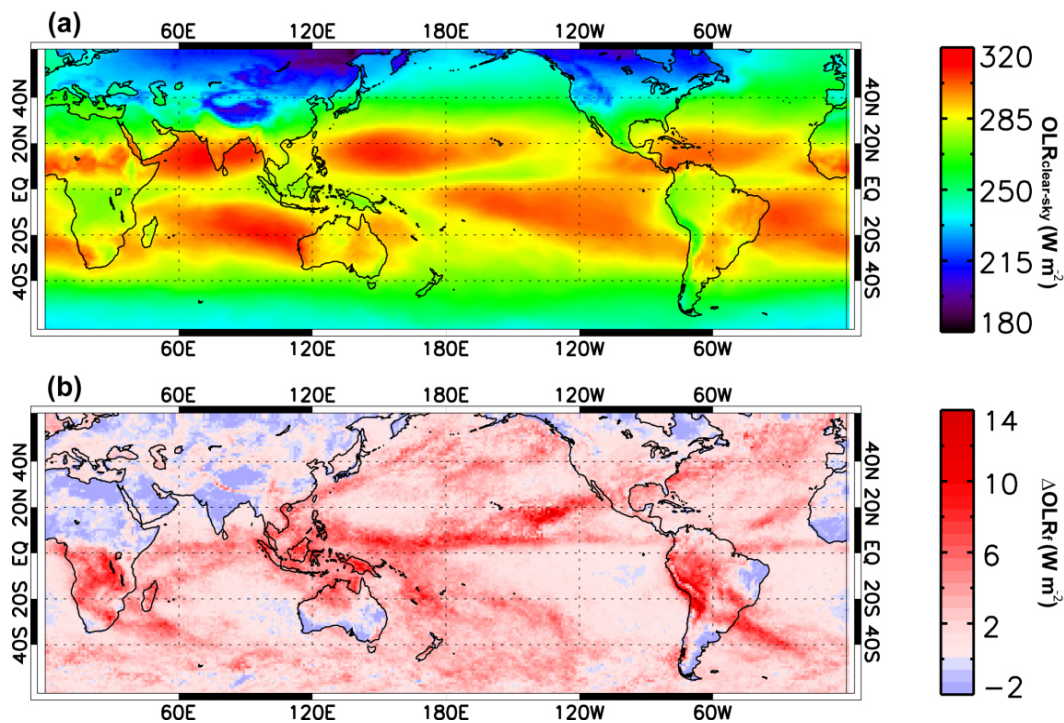 (a)
60E 120E 180E 120W 60W
40N 40N
20N 20N
EQ EQ
20S 20S
40S 40S
60E 120E 180E 120W 60W
320
285
250
215
180
OLRclear-sky (W m-2)
(b)
60E 120E 180E 120W 60W
40N 40N
20N 20N
EQ EQ
20S 20S
40S 40S
60E 120E 180E 120W 60W
14
10
6
2
−2
ΔOLRf (W m-2)